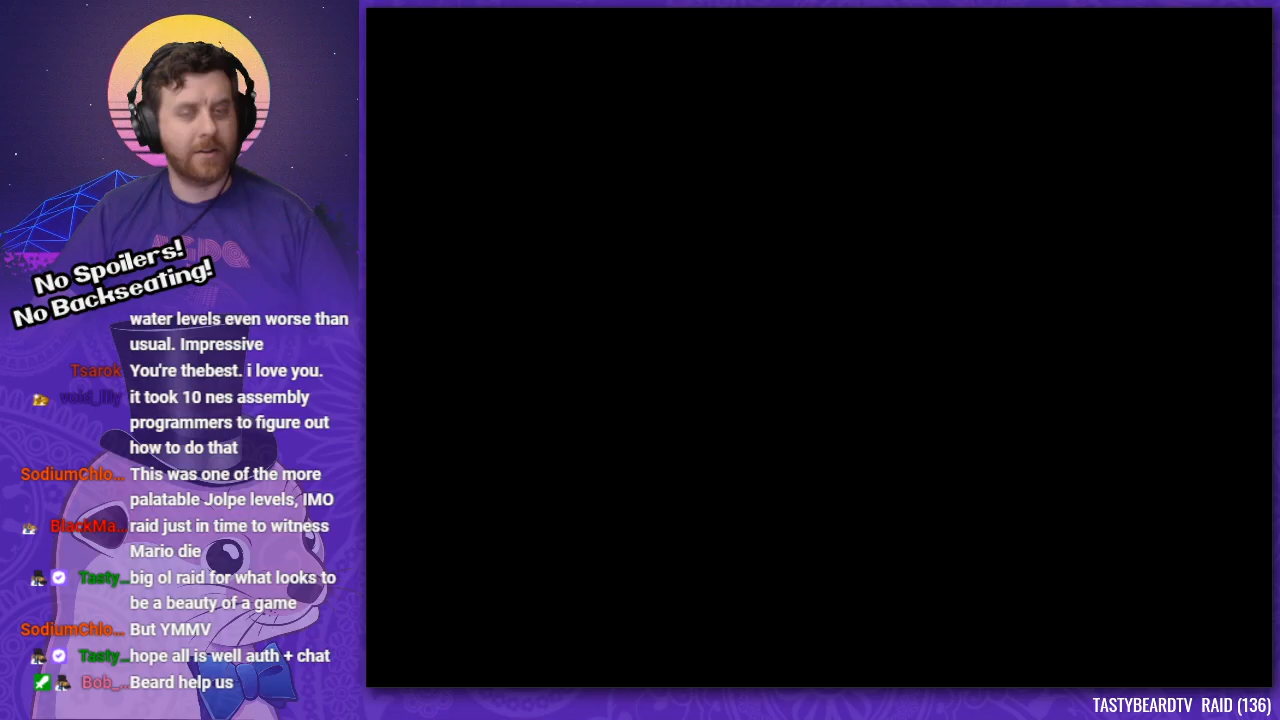 No Spoilers!
No Backseating!
water levels even worse than
usual. Impressive
Tsarok You're thebest. i love you.
void_lily it took 10 nes assembly
programmers to figure out
how to do that
SodiumChlo... This was one of the more
palatable Jolpe levels, IMO
BlackMa... raid just in time to witness
Mario die
Tasty... big ol raid for what looks to
be a beauty of a game
SodiumChlo... But YMMV
Tasty... hope all is well auth + chat
Bob_... Beard help us
TASTYBEARDTV RAID (136)